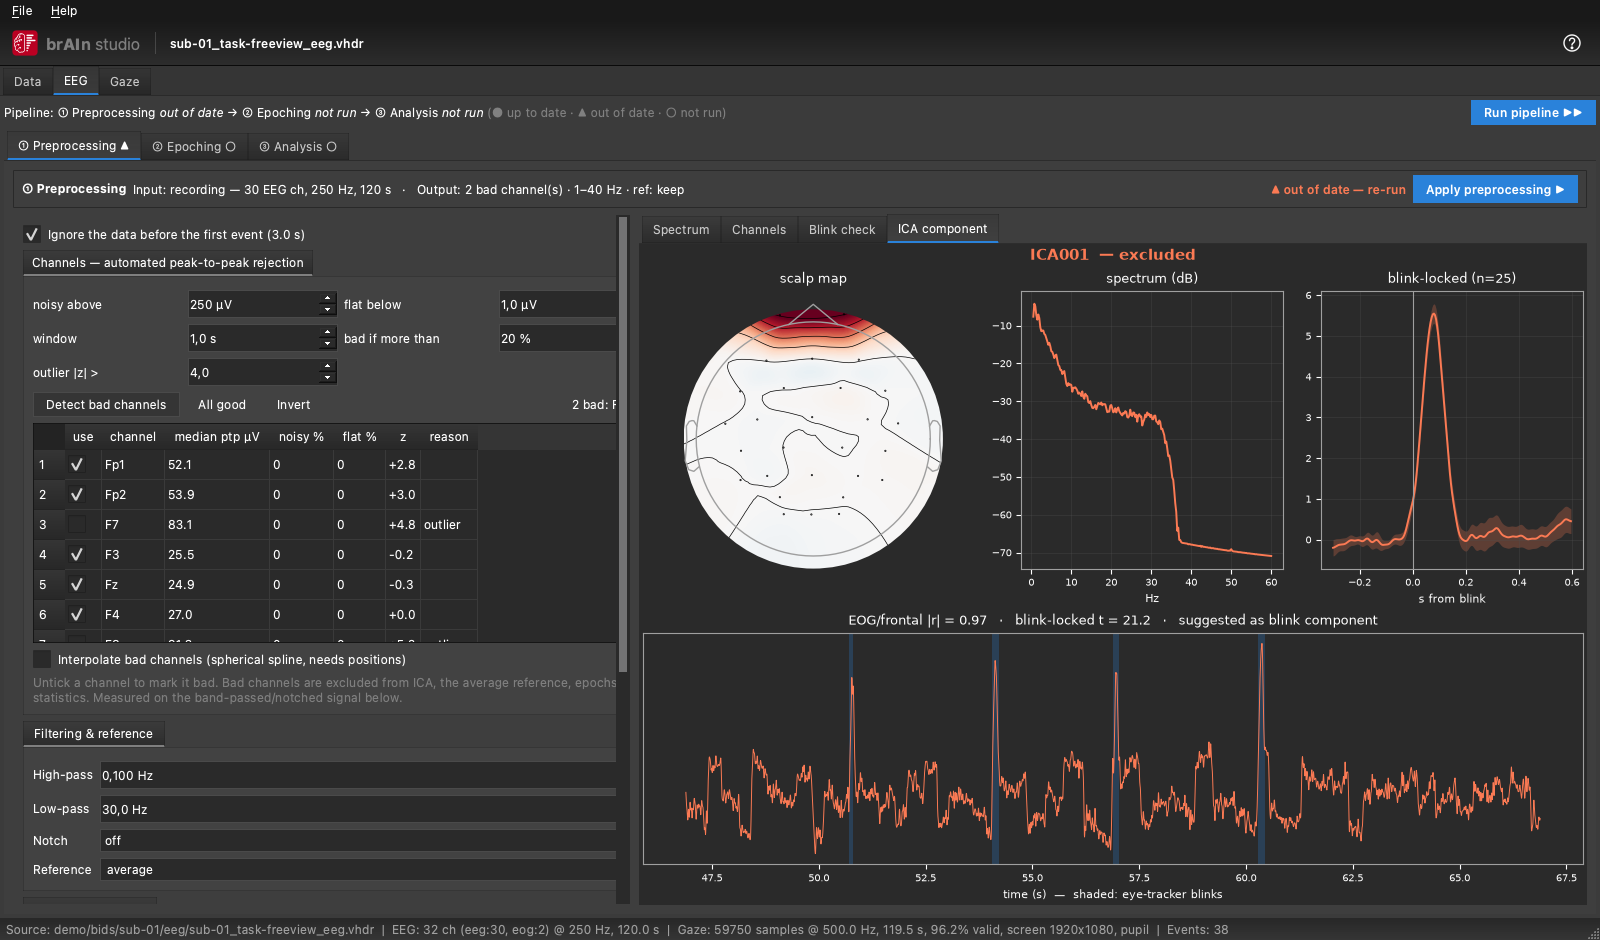 File Help
brAIn studio sub-01_task-freeview_eeg.vhdr
Data EEG Gaze
Pipeline: ① Preprocessing out of date → ② Epoching not run → ③ Analysis not run (● up to date · ▲ out of date · ○ not run)
Run pipeline ▶▶
① Preprocessing ▲ ② Epoching ○ ③ Analysis ○
① Preprocessing Input: recording — 30 EEG ch, 250 Hz, 120 s · Output: 2 bad channel(s) · 1–40 Hz · ref: keep
▲ out of date — re-run Apply preprocessing ▶
Ignore the data before the first event (3.0 s)
Channels — automated peak-to-peak rejection
noisy above 250 µV flat below 1,0 µV
window 1,0 s bad if more than 20 %
outlier |z| > 4,0
Detect bad channels All good Invert 2 bad:
use channel median ptp µV noisy % flat % z reason
1 Fp1 52.1 0 0 +2.8
2 Fp2 53.9 0 0 +3.0
3 F7 83.1 0 0 +4.8 outlier
4 F3 25.5 0 0 -0.2
5 Fz 24.9 0 0 -0.3
6 F4 27.0 0 0 +0.0
Interpolate bad channels (spherical spline, needs positions)
Untick a channel to mark it bad. Bad channels are excluded from ICA, the average reference, epochs
statistics. Measured on the band-passed/notched signal below.
Filtering & reference
High-pass 0,100 Hz
Low-pass 30,0 Hz
Notch off
Reference average
Spectrum Channels Blink check ICA component
ICA001 — excluded
scalp map
spectrum (dB)
−10
−20
−30
−40
−50
−60
−70
0 10 20 30 40 50 60
Hz
blink-locked (n=25)
6
5
4
3
2
1
0
−0.2 0.0 0.2 0.4 0.6
s from blink
EOG/frontal |r| = 0.97 · blink-locked t = 21.2 · suggested as blink component
47.5 50.0 52.5 55.0 57.5 60.0 62.5 65.0 67.5
time (s) — shaded: eye-tracker blinks
Source: demo/bids/sub-01/eeg/sub-01_task-freeview_eeg.vhdr | EEG: 32 ch (eeg:30, eog:2) @ 250 Hz, 120.0 s | Gaze: 59750 samples @ 500.0 Hz, 119.5 s, 96.2% valid, screen 1920x1080, pupil | Events: 38